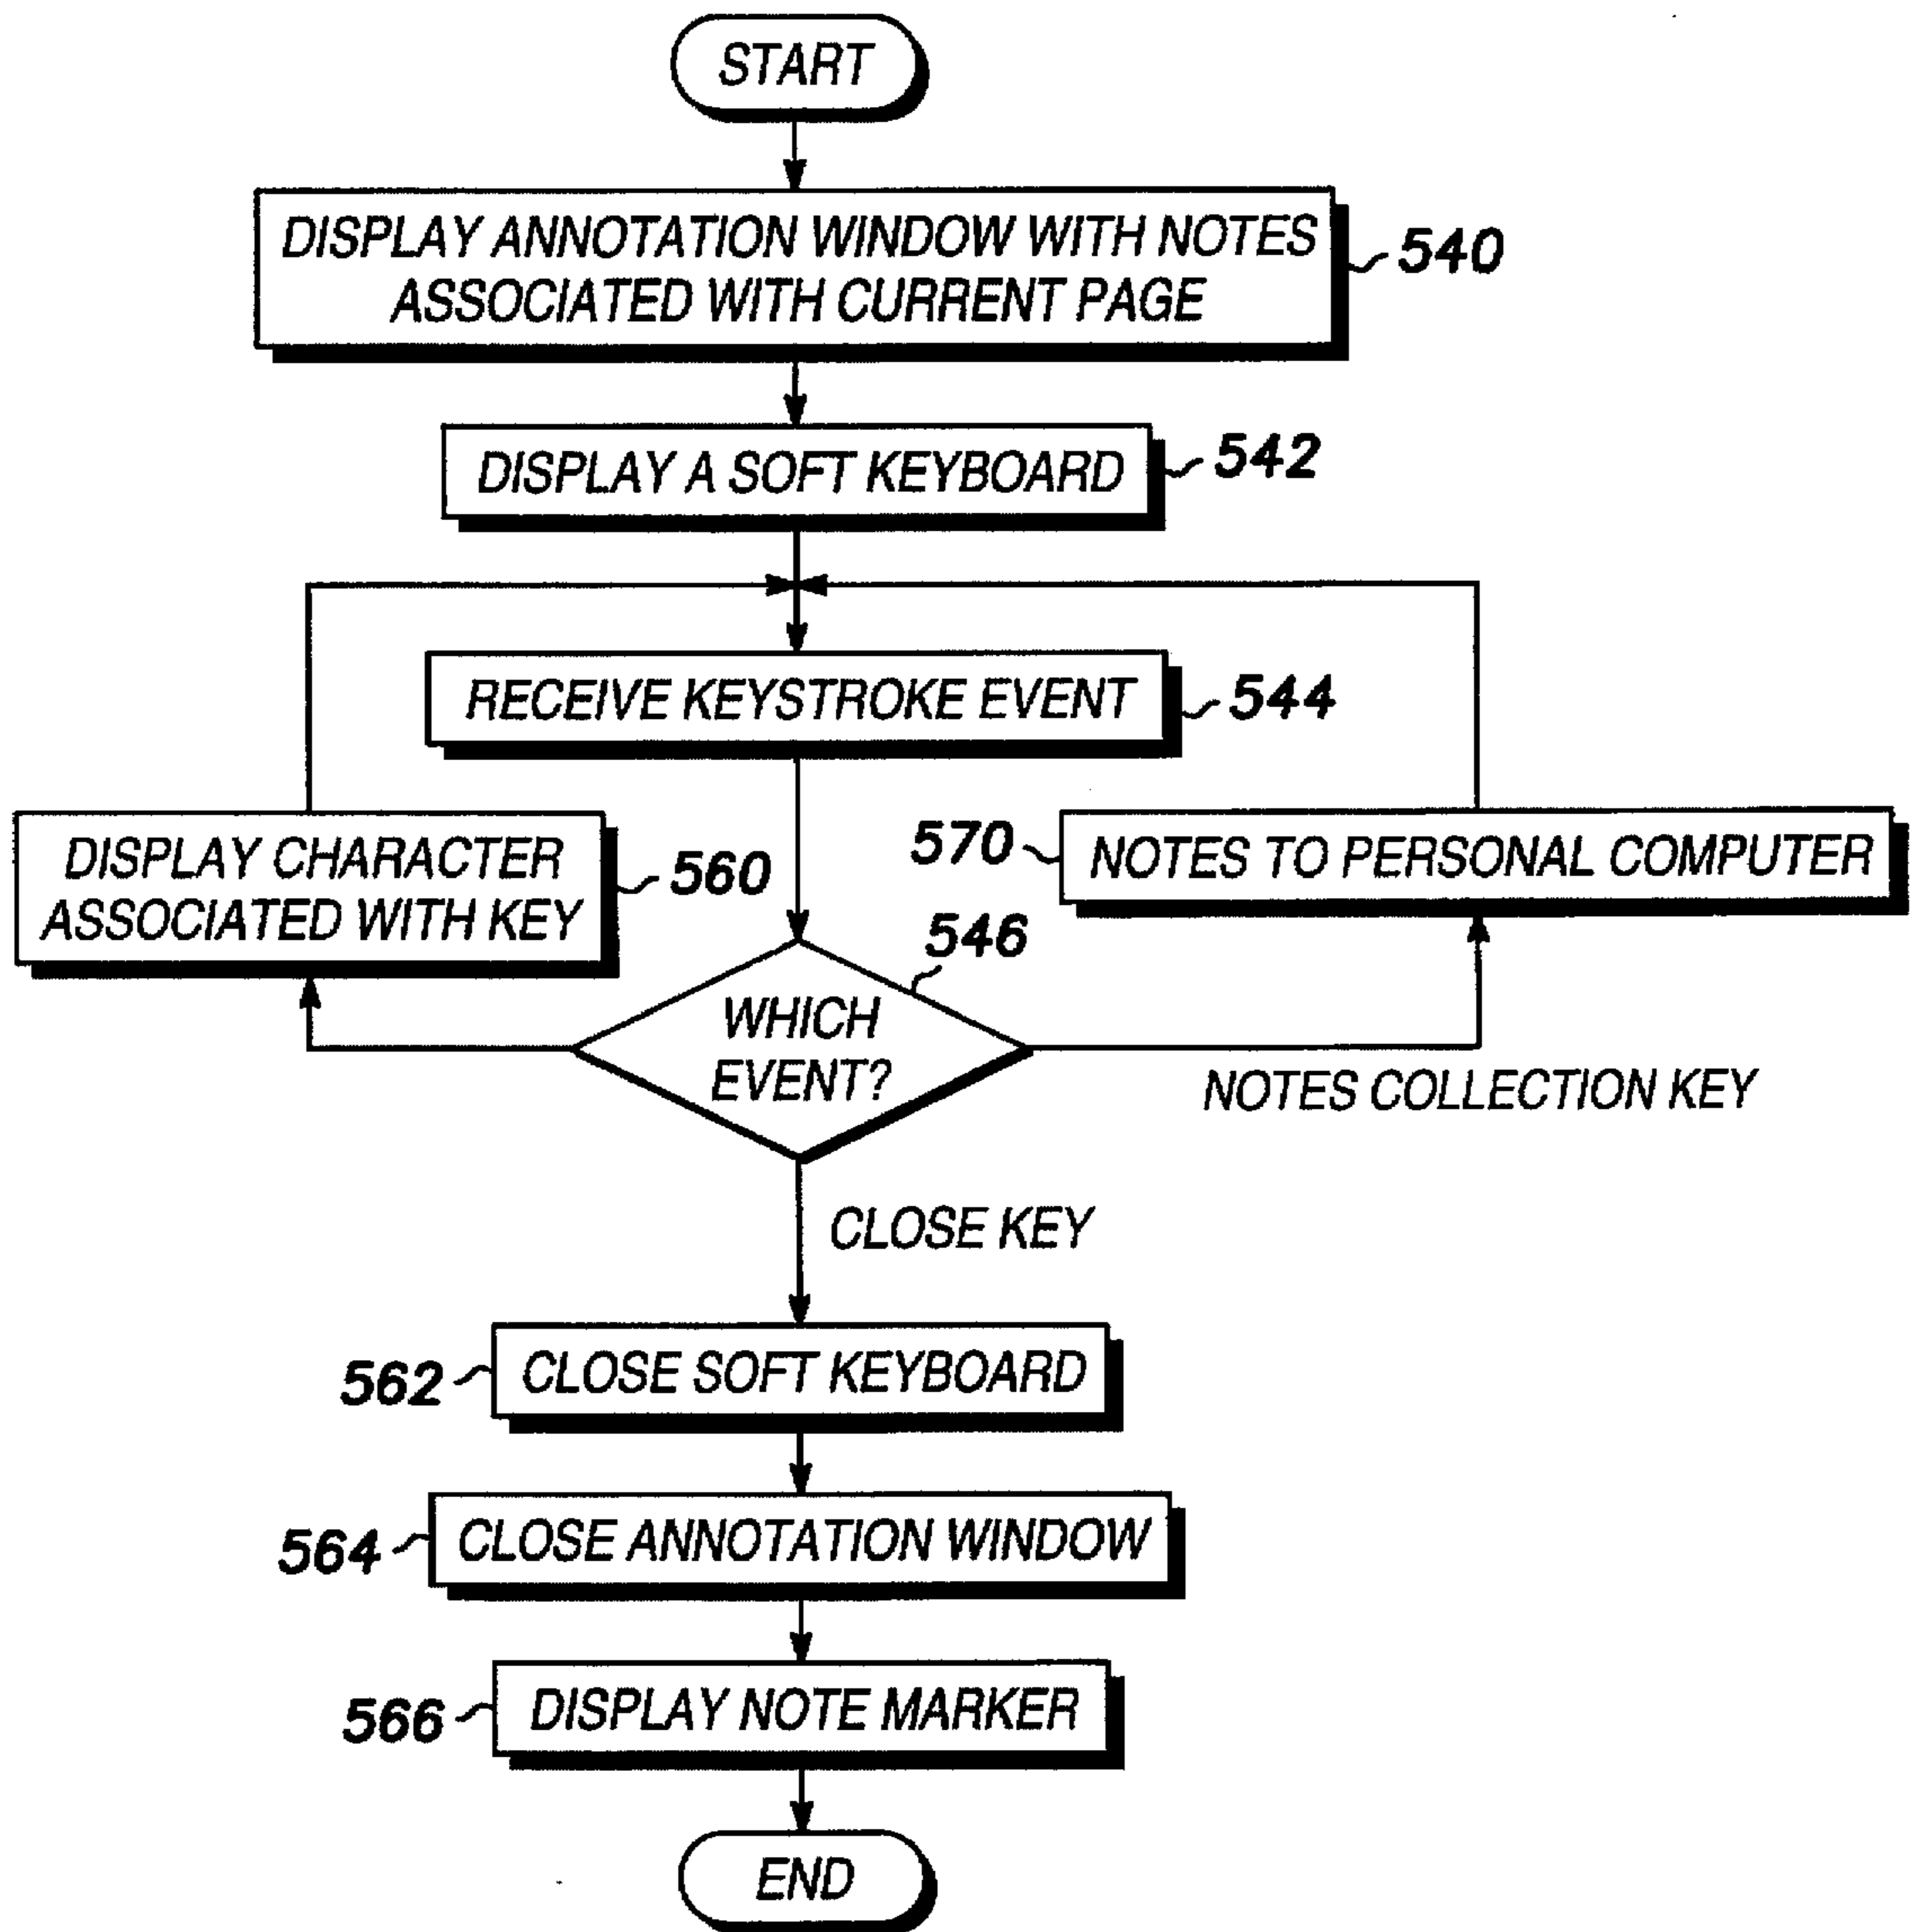 START
DISPLAY ANNOTATION WINDOW WITH NOTES
ASSOCIATED WITH CURRENT PAGE
540
DISPLAY A SOFT KEYBOARD
542
RECEIVE KEYSTROKE EVENT
544
DISPLAY CHARACTER
ASSOCIATED WITH KEY
560
570
NOTES TO PERSONAL COMPUTER
546
WHICH
EVENT?
NOTES COLLECTION KEY
CLOSE KEY
562
CLOSE SOFT KEYBOARD
564
CLOSE ANNOTATION WINDOW
566
DISPLAY NOTE MARKER
END